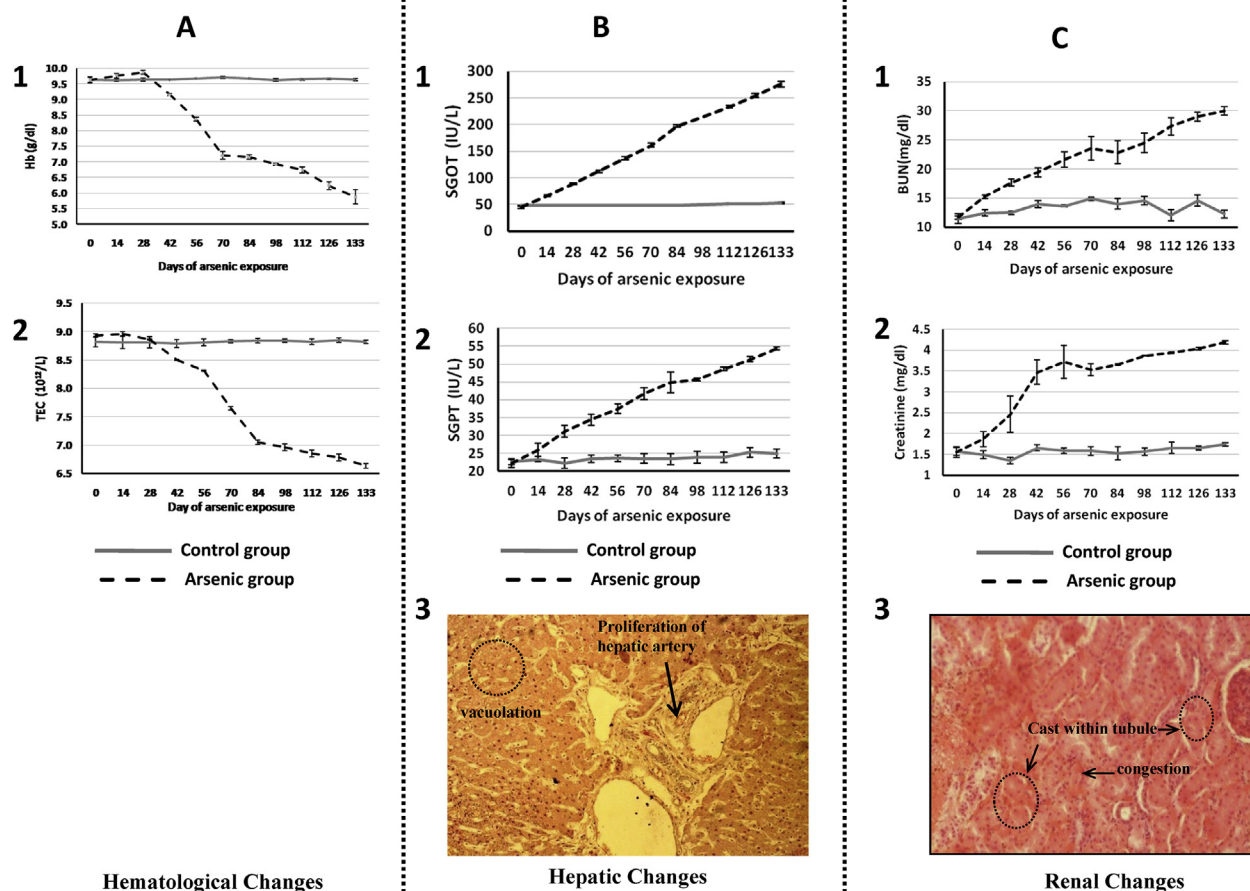 A
1
Hb (g/dl)
10.0
9.5
9.0
8.5
8.0
7.5
7.0
6.5
6.0
5.5
5.0
0 14 28 42 56 70 84 98 112 126 133
Days of arsenic exposure
2
TEC (10¹²/L)
9.5
9.0
8.5
8.0
7.5
7.0
6.5
0 14 28 42 56 70 84 98 112 126 133
Day of arsenic exposure
Control group
Arsenic group
Hematological Changes
B
1
SGOT (IU/L)
300
250
200
150
100
50
0
0 14 28 42 56 70 84 98 112 126 133
Days of arsenic exposure
2
SGPT (IU/L)
60
55
50
45
40
35
30
25
20
0 14 28 42 56 70 84 98 112 126 133
Days of arsenic exposure
Control group
Arsenic group
3
Proliferation of
hepatic artery
vacuolation
Hepatic Changes
C
1
BUN(mg/dl)
35
30
25
20
15
10
0 14 28 42 56 70 84 98 112 126 133
Days of arsenic exposure
2
Creatinine (mg/dl)
4.5
4
3.5
3
2.5
2
1.5
1
0 14 28 42 56 70 84 98 112 126 133
Days of arsenic exposure
Control group
Arsenic group
3
Cast within tubule
congestion
Renal Changes